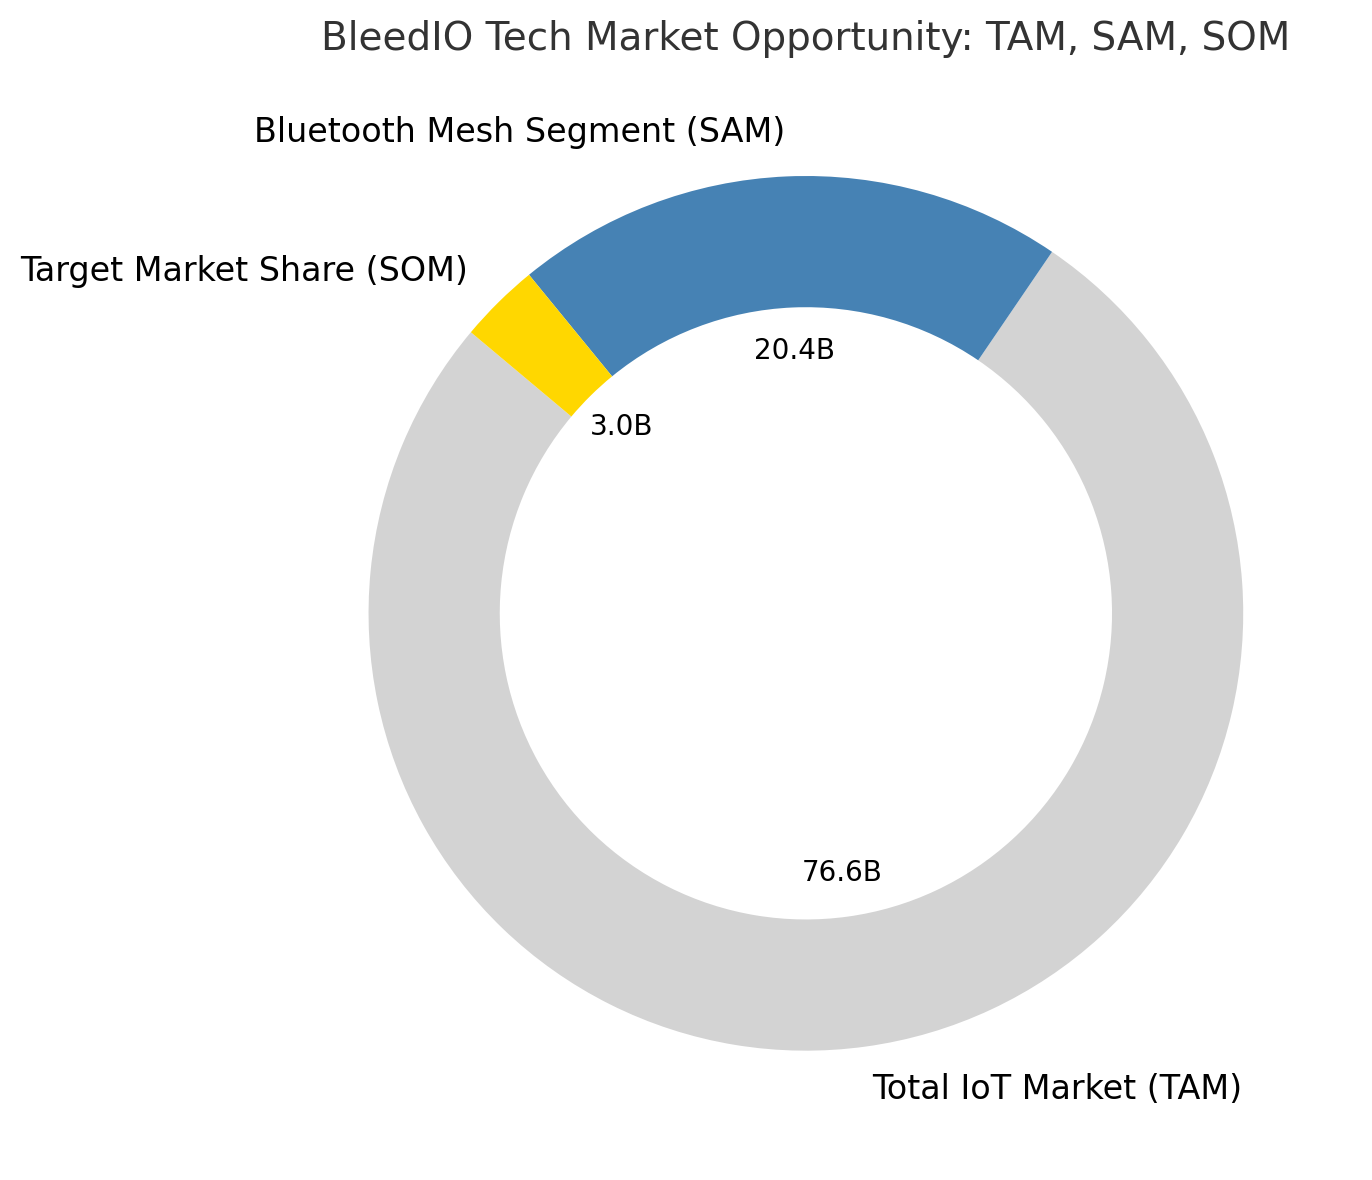 BleedIO Tech Market Opportunity: TAM, SAM, SOM
Bluetooth Mesh Segment (SAM)
Target Market Share (SOM)
20.4B
3.0B
76.6B
Total IoT Market (TAM)